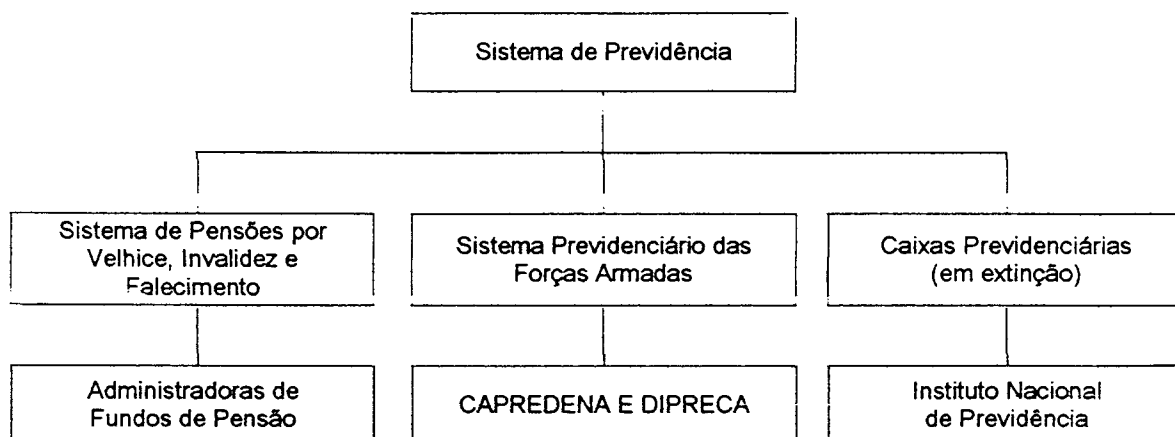 Sistema de Previdência
Sistema de Pensões por
Velhice, Invalidez e
Falecimento
Sistema Previdenciário das
Forças Armadas
Caixas Previdenciárias
(em extinção)
Administradoras de
Fundos de Pensão
CAPREDENA E DIPRECA
Instituto Nacional
de Previdência